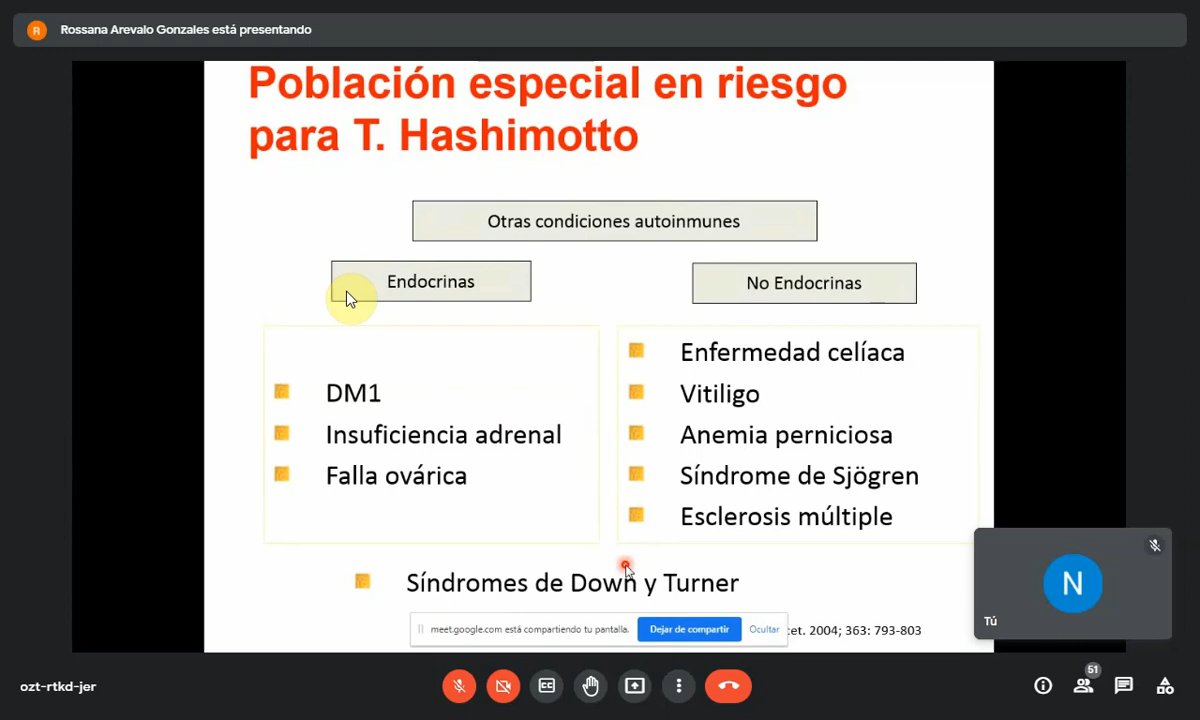 R
Rossana Arevalo Gonzales está presentando
Población especial en riesgo
para T. Hashimotto
Otras condiciones autoinmunes
Endocrinas
No Endocrinas
DM1
Insuficiencia adrenal
Falla ovárica
Enfermedad celíaca
Vitiligo
Anemia perniciosa
Síndrome de Sjögren
Esclerosis múltiple
Síndromes de Down y Turner
meet.google.com está compartiendo tu pantalla.
Dejar de compartir
Ocultar
cet. 2004; 363: 793-803
N
Tú
ozt-rtkd-jer
51